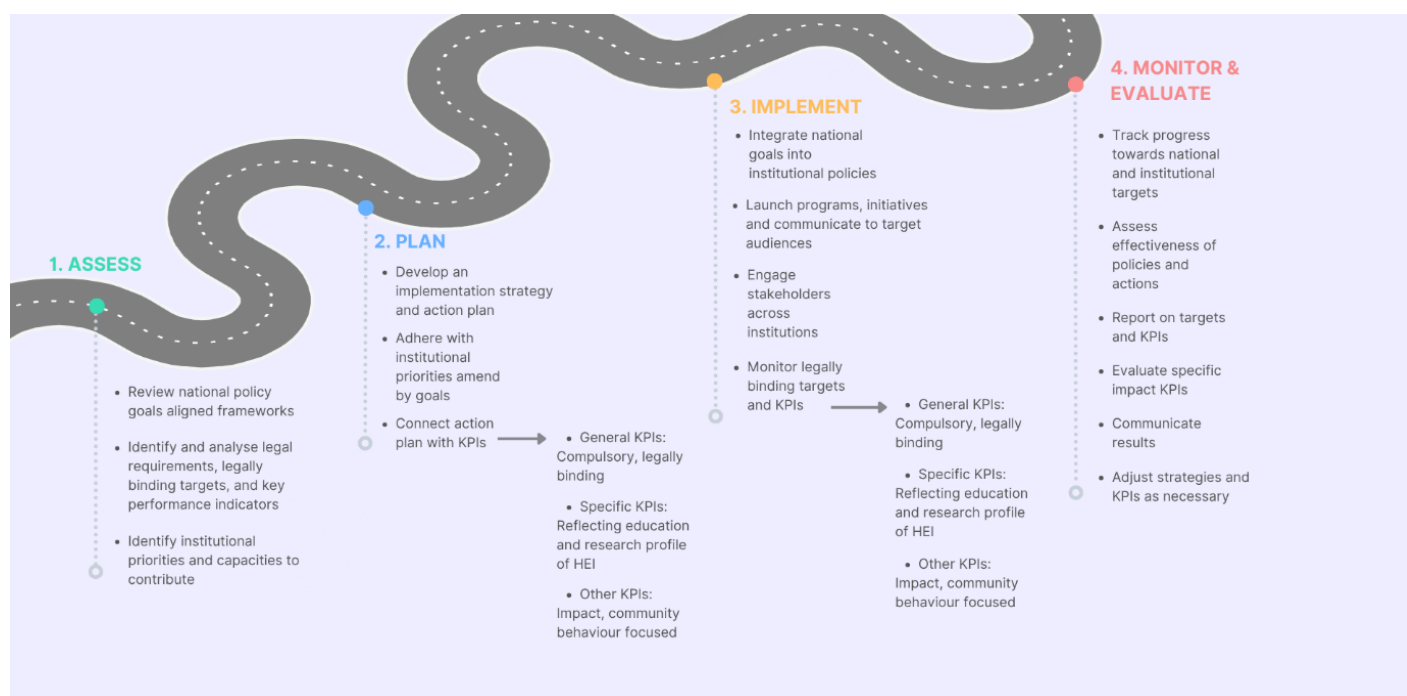 1. ASSESS
• Review national policy
goals aligned frameworks
• Identify and analyse legal
requirements, legally
binding targets, and key
performance indicators
• Identify institutional
priorities and capacities to
contribute
2. PLAN
• Develop an
implementation strategy
and action plan
• Adhere with
institutional
priorities amend
by goals
• Connect action
plan with KPIs
• General KPIs:
Compulsory, legally
binding
• Specific KPIs:
Reflecting education
and research profile
of HEI
• Other KPIs:
Impact, community
behaviour focused
3. IMPLEMENT
• Integrate national
goals into
institutional policies
• Launch programs, initiatives
and communicate to target
audiences
• Engage
stakeholders
across
institutions
• Monitor legally
binding targets
and KPIs
• General KPIs:
Compulsory, legally
binding
• Specific KPIs:
Reflecting education
and research profile
of HEI
• Other KPIs:
Impact, community
behaviour focused
4. MONITOR &
EVALUATE
• Track progress
towards national
and institutional
targets
• Assess
effectiveness of
policies and
actions
• Report on targets
and KPIs
• Evaluate specific
impact KPIs
• Communicate
results
• Adjust strategies and
KPIs as necessary